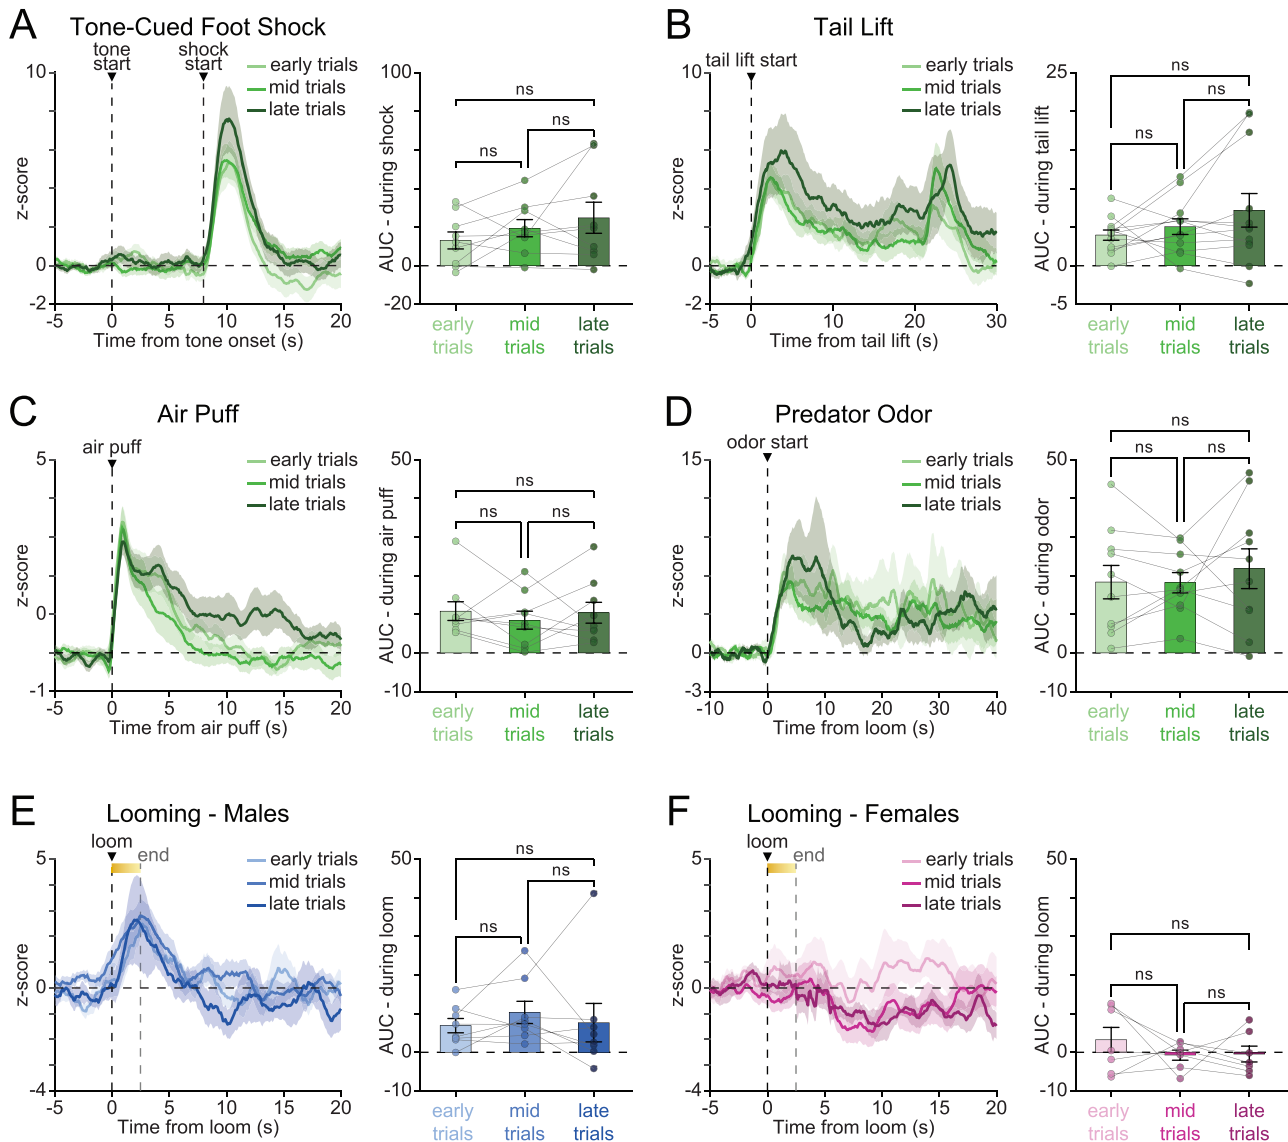 A
Tone-Cued Foot Shock
tone
start
shock
start
early trials
mid trials
late trials
10
0
-2
z-score
-5
0
5
10
15
20
Time from tone onset (s)
100
0
-20
AUC - during shock
ns
ns
ns
early
trials
mid
trials
late
trials
B
Tail Lift
tail lift start
early trials
mid trials
late trials
10
0
-2
z-score
-5
0
10
20
30
Time from tail lift (s)
25
0
-5
AUC - during tail lift
ns
ns
ns
early
trials
mid
trials
late
trials
C
Air Puff
air puff
early trials
mid trials
late trials
5
0
-1
z-score
-5
0
5
10
15
20
Time from air puff (s)
50
0
-10
AUC - during air puff
ns
ns
ns
early
trials
mid
trials
late
trials
D
Predator Odor
odor start
early trials
mid trials
late trials
15
0
-3
z-score
-10
0
10
20
30
40
Time from loom (s)
50
0
-10
AUC - during odor
ns
ns
ns
early
trials
mid
trials
late
trials
E
Looming - Males
loom
end
early trials
mid trials
late trials
5
0
-4
z-score
-5
0
5
10
15
20
Time from loom (s)
50
0
-10
AUC - during loom
ns
ns
ns
early
trials
mid
trials
late
trials
F
Looming - Females
loom
end
early trials
mid trials
late trials
5
0
-4
z-score
-5
0
5
10
15
20
Time from loom (s)
50
0
-10
AUC - during loom
ns
ns
ns
early
trials
mid
trials
late
trials